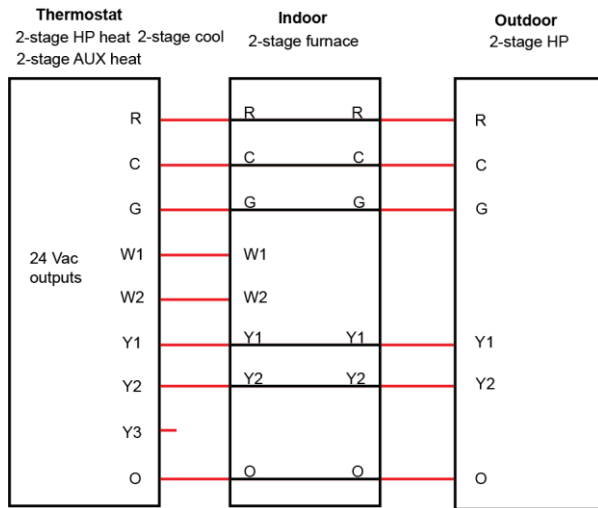 Thermostat
2-stage HP heat 2-stage cool
2-stage AUX heat
Indoor
2-stage furnace
Outdoor
2-stage HP
R R R R
C C C C
G G G G
24 Vac
outputs
W1 W1
W2 W2
Y1 Y1 Y1 Y1
Y2 Y2 Y2 Y2
Y3
O O O O